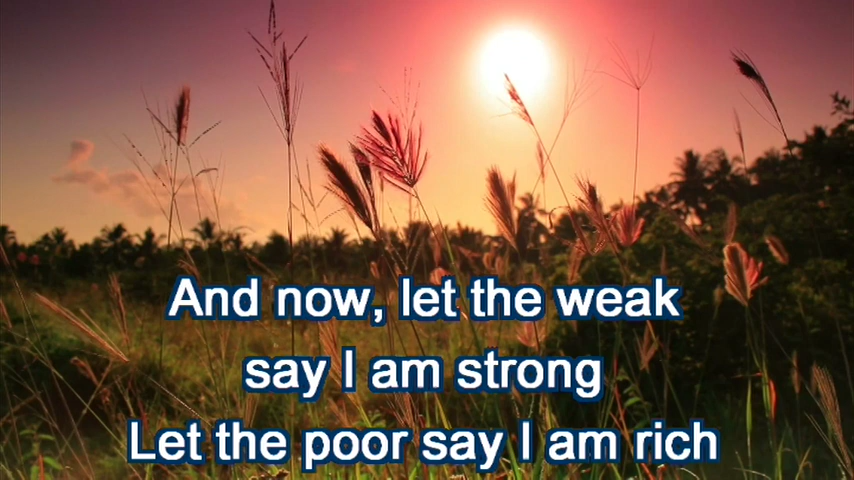 And now, let the weak
say I am strong
Let the poor say I am rich